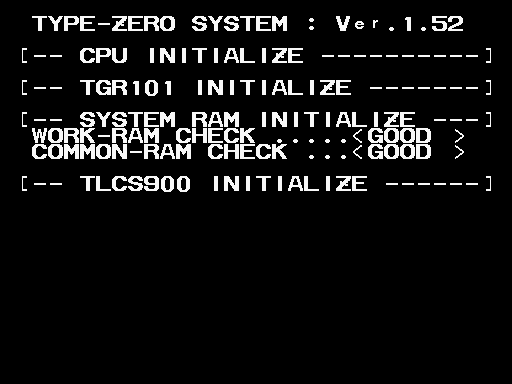 TYPE-ZERO SYSTEM : Ver.1.52
[-- CPU INITIALIZE ----------]
[-- TGR101 INITIALIZE -------]
[-- SYSTEM RAM INITIALIZE ---]
WORK-RAM CHECK .....<GOOD >
COMMON-RAM CHECK ...<GOOD >
[-- TLCS900 INITIALIZE ------]